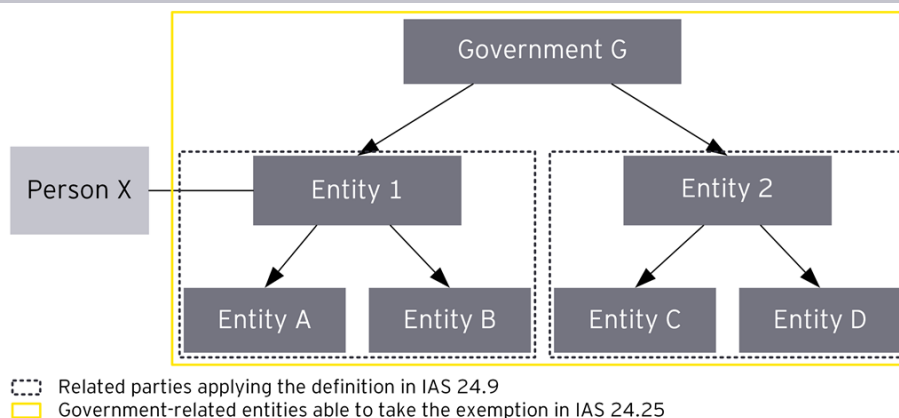 Government G
Person X
Entity 1
Entity 2
Entity A
Entity B
Entity C
Entity D
Related parties applying the definition in IAS 24.9
Government-related entities able to take the exemption in IAS 24.25